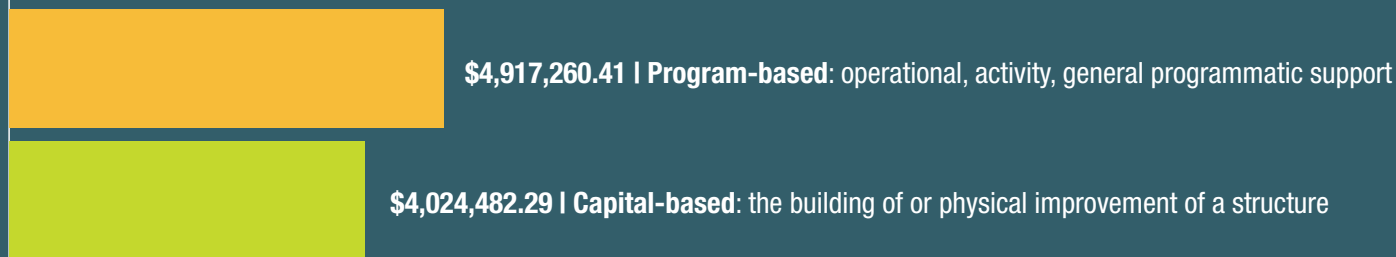 $4,917,260.41 | Program-based: operational, activity, general programmatic support
$4,024,482.29 | Capital-based: the building of or physical improvement of a structure